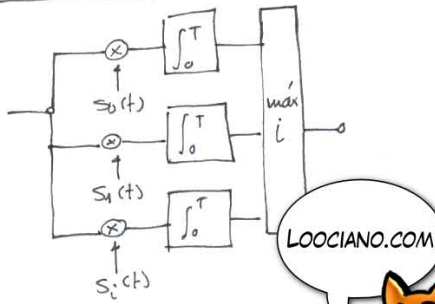 ∫₀ᵀ
S₀(t)
máx
i
∫₀ᵀ
S₁(t)
∫₀ᵀ
Sᵢ(t)
LOOCIANO.COM